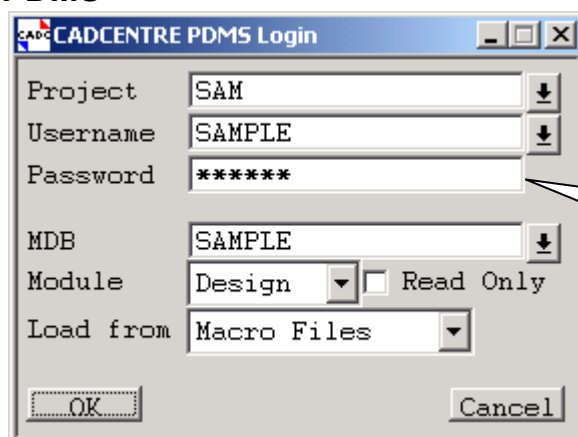 PDMS
CADCENTRE PDMS Login
Project SAM
Username SAMPLE
Password ******
MDB SAMPLE
Module Design Read Only
Load from Macro Files
OK Cancel